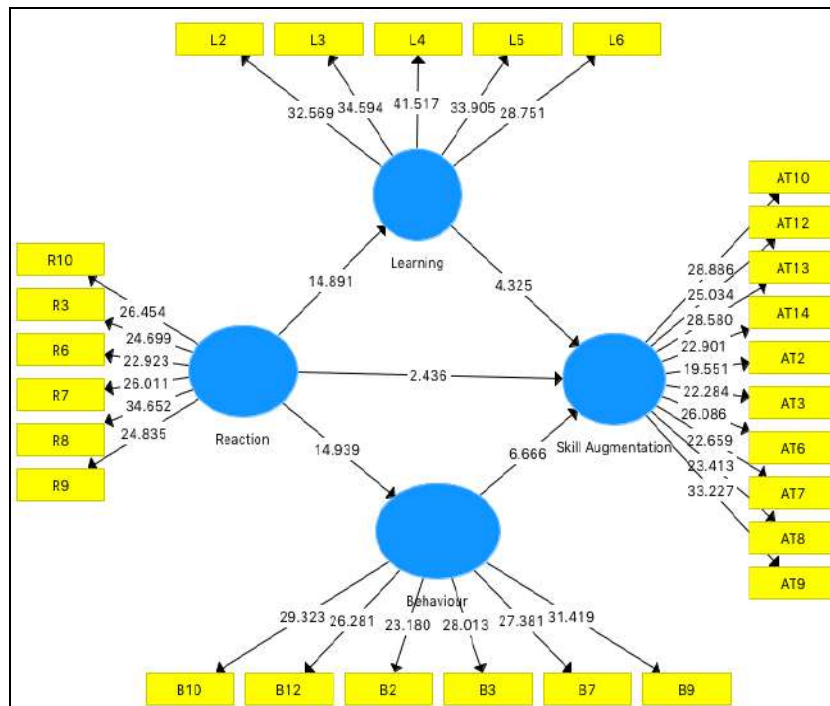 L2 L3 L4 L5 L6
32.569 34.594 41.517 33.905 28.751
Learning
14.891 4.325
R10
R3
R6
R7
R8
R9
26.454
24.699
22.923
26.011
34.652
24.835
Reaction
2.436
14.939 6.666
Skill Augmentation
28.886
25.034
28.580
22.901
19.551
22.284
26.086
22.659
23.413
33.227
AT10
AT12
AT13
AT14
AT2
AT3
AT6
AT7
AT8
AT9
Behaviour
29.323 26.281 23.180 28.013 27.381 31.419
B10 B12 B2 B3 B7 B9